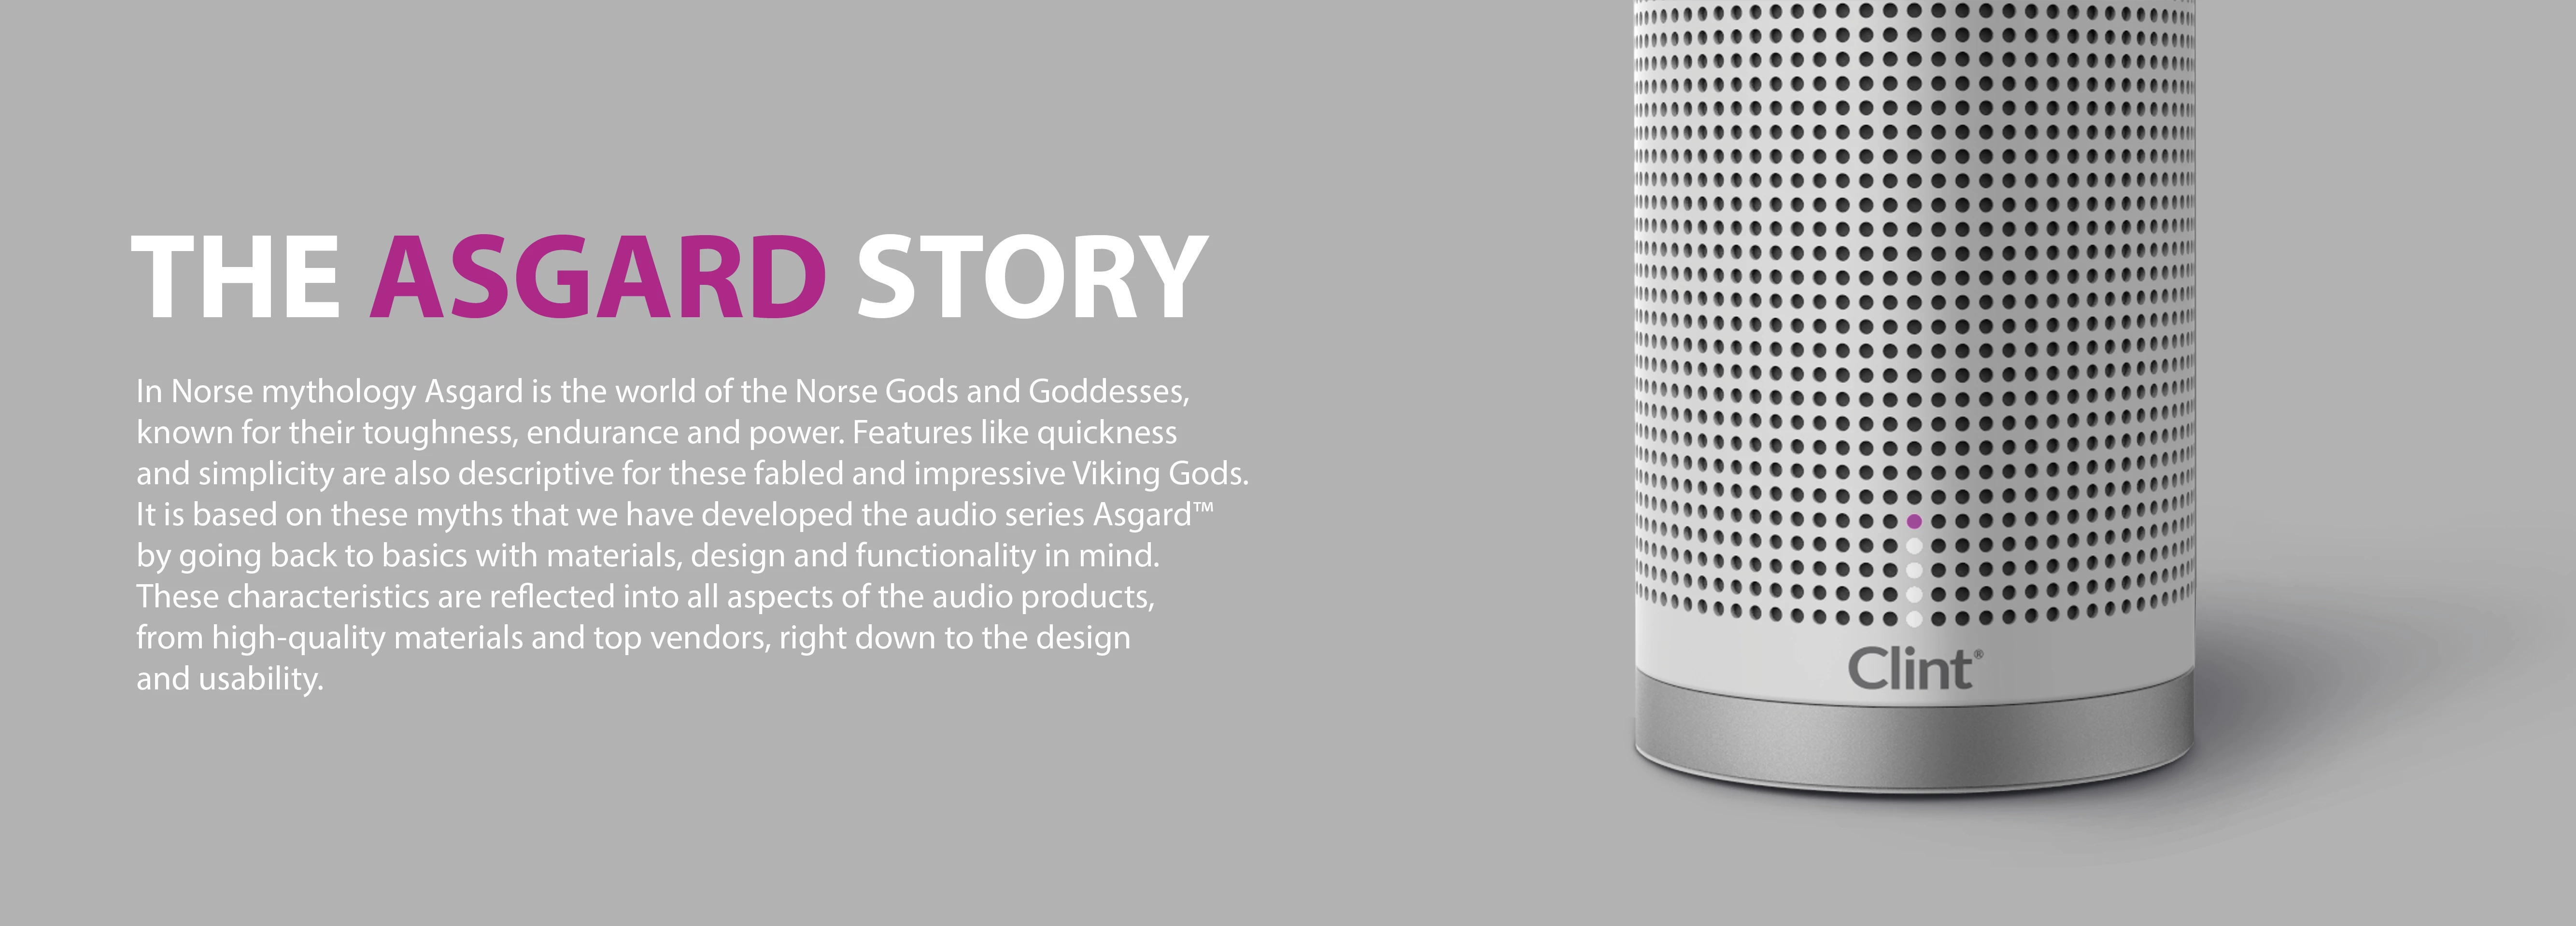 THE ASGARD STORY
In Norse mythology Asgard is the world of the Norse Gods and Goddesses,
known for their toughness, endurance and power. Features like quickness
and simplicity are also descriptive for these fabled and impressive Viking Gods.
It is based on these myths that we have developed the audio series Asgard™
by going back to basics with materials, design and functionality in mind.
These characteristics are reflected into all aspects of the audio products,
from high-quality materials and top vendors, right down to the design
and usability.
Clint®